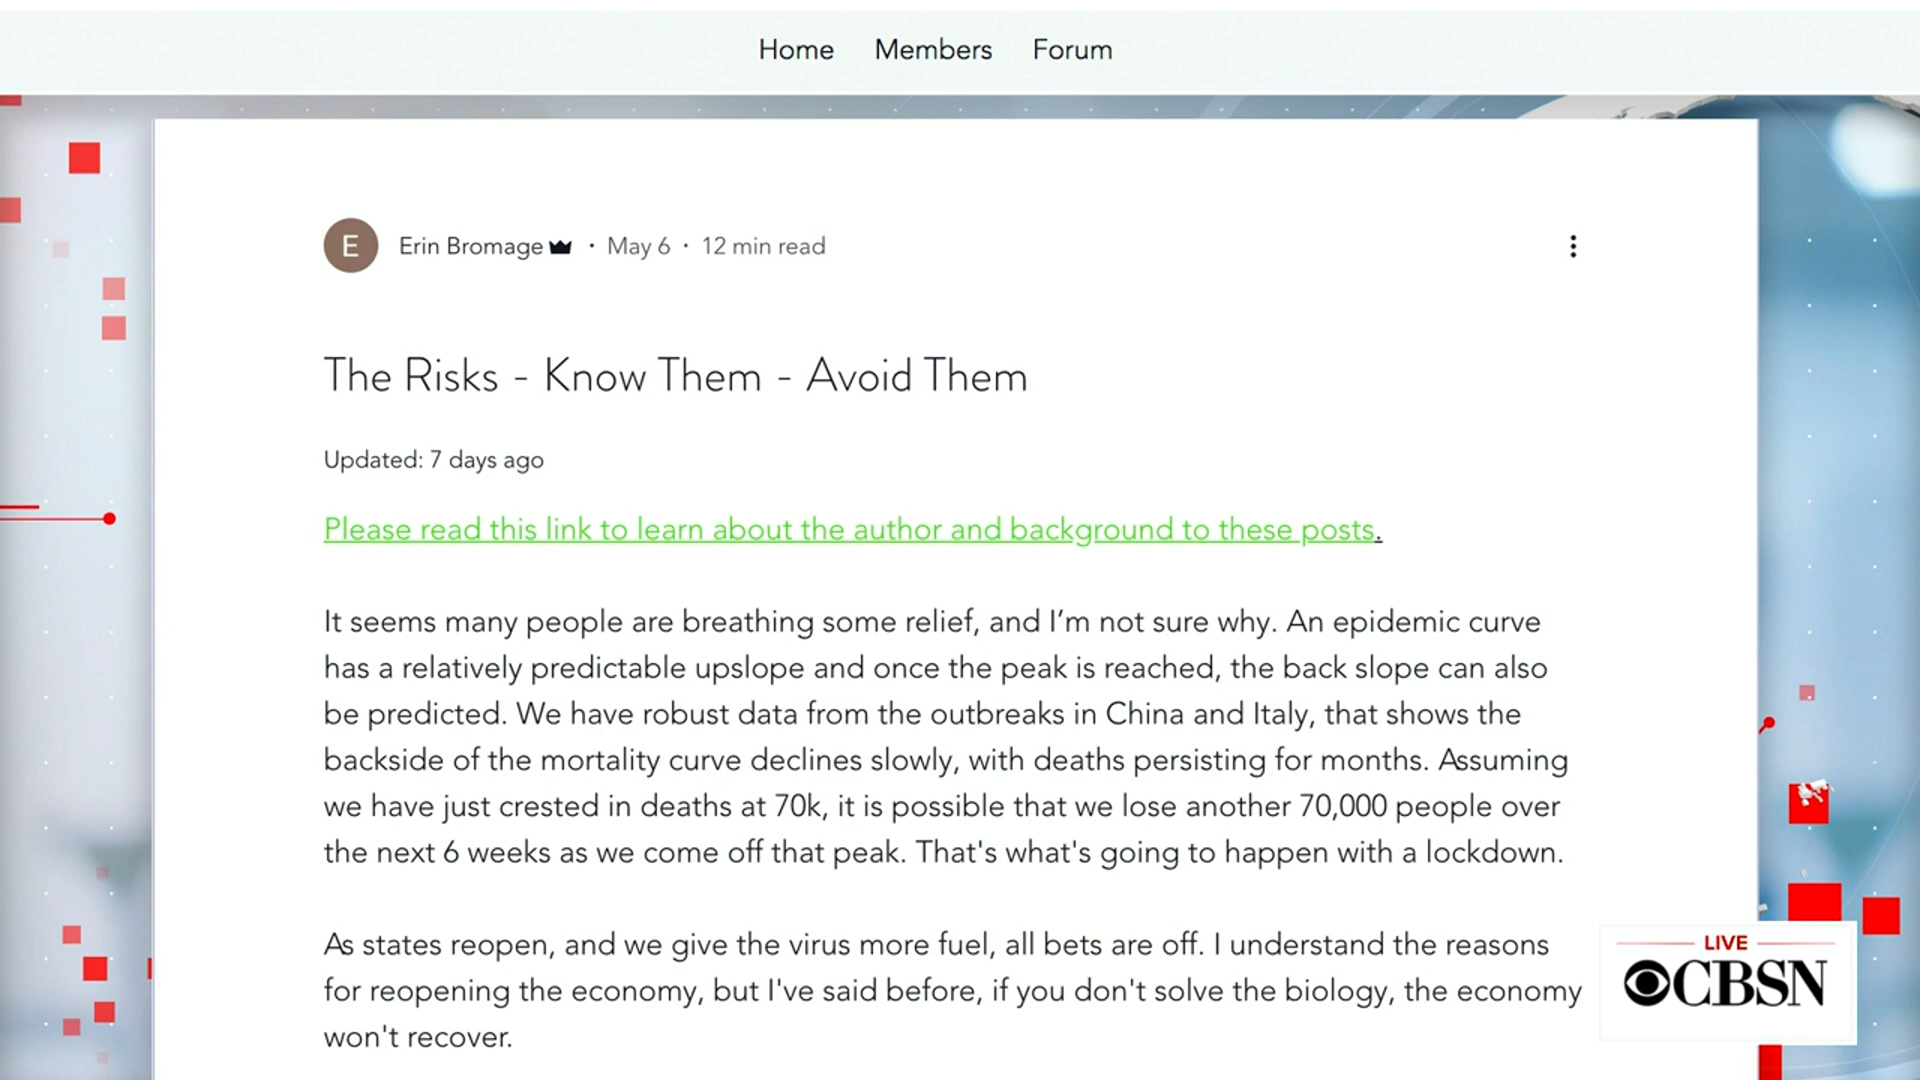 Home Members Forum
E
Erin Bromage · May 6 · 12 min read
The Risks - Know Them - Avoid Them
Updated: 7 days ago
Please read this link to learn about the author and background to these posts.
It seems many people are breathing some relief, and I’m not sure why. An epidemic curve
has a relatively predictable upslope and once the peak is reached, the back slope can also
be predicted. We have robust data from the outbreaks in China and Italy, that shows the
backside of the mortality curve declines slowly, with deaths persisting for months. Assuming
we have just crested in deaths at 70k, it is possible that we lose another 70,000 people over
the next 6 weeks as we come off that peak. That's what's going to happen with a lockdown.
As states reopen, and we give the virus more fuel, all bets are off. I understand the reasons
for reopening the economy, but I've said before, if you don't solve the biology, the economy
won't recover.
LIVE
CBSN